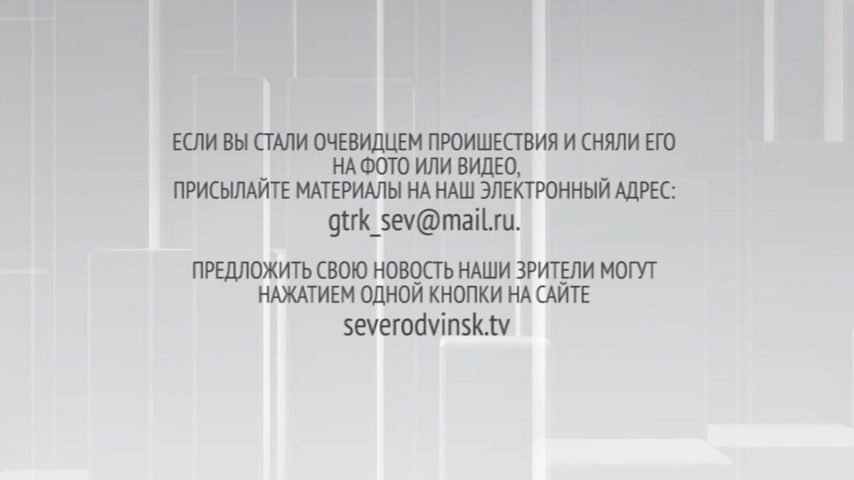 ЕСЛИ ВЫ СТАЛИ ОЧЕВИДЦЕМ ПРОИШЕСТВИЯ И СНЯЛИ ЕГО
НА ФОТО ИЛИ ВИДЕО,
ПРИСЫЛАЙТЕ МАТЕРИАЛЫ НА НАШ ЭЛЕКТРОННЫЙ АДРЕС:
gtrk_sev@mail.ru.
ПРЕДЛОЖИТЬ СВОЮ НОВОСТЬ НАШИ ЗРИТЕЛИ МОГУТ
НАЖАТИЕМ ОДНОЙ КНОПКИ НА САЙТЕ
severodvinsk.tv